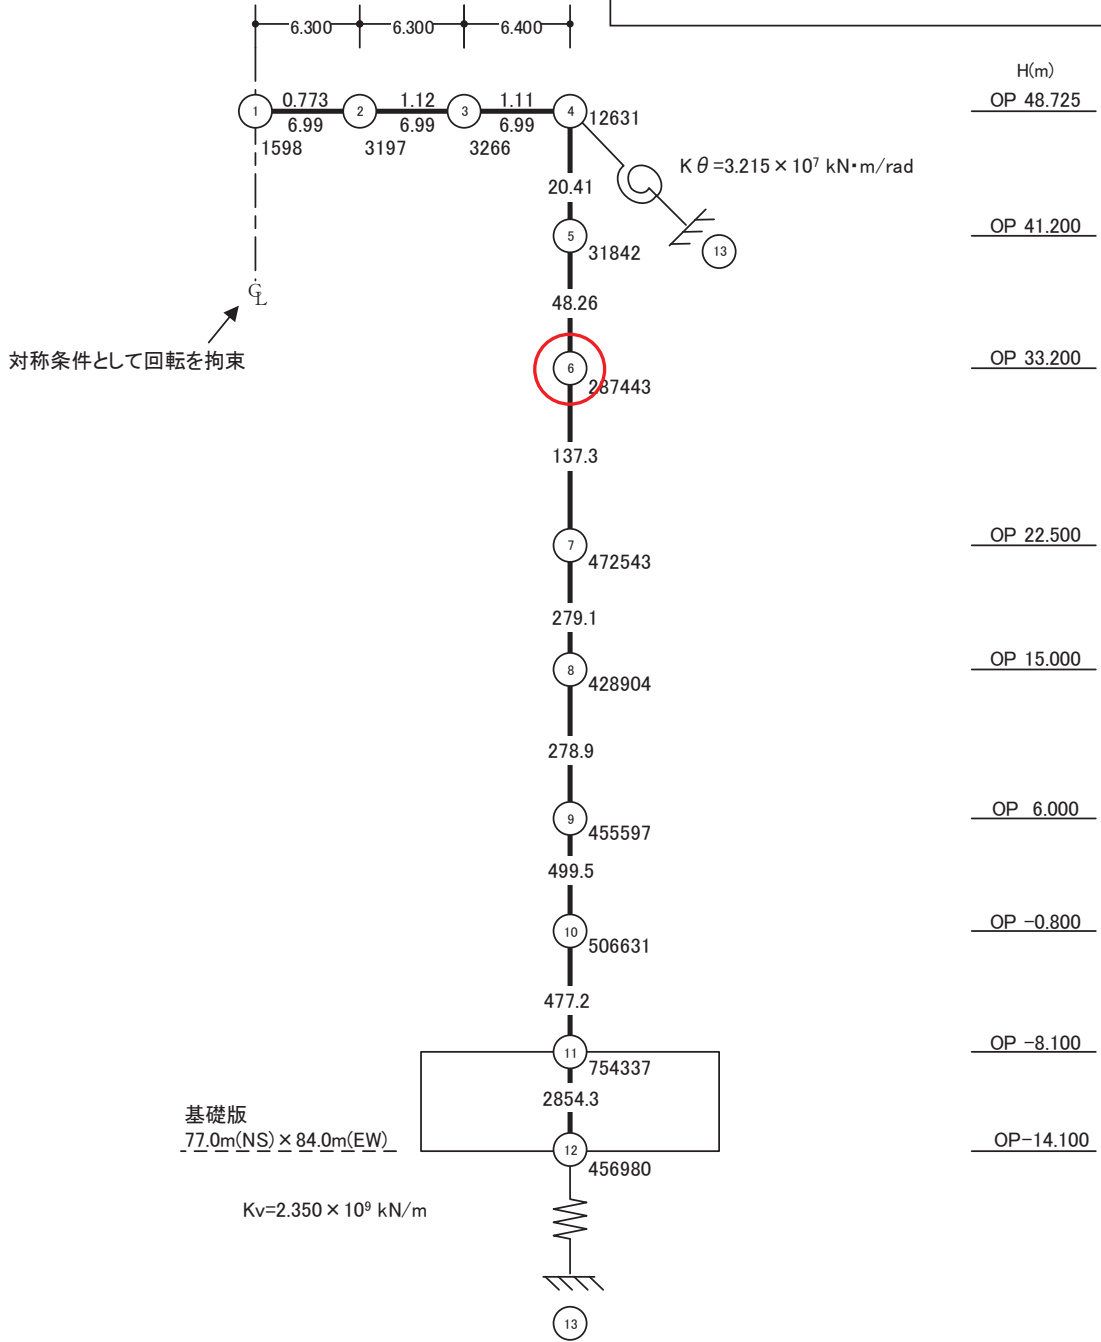 6.300 6.300 6.400
H(m)
1 0.773 2 1.12 3 1.11 4 OP 48.725
6.99 6.99 6.99 12631
1598 3197 3266
Kθ=3.215×10⁷ kN・m/rad
20.41
5 OP 41.200
31842 13
CL
48.26
対称条件として回転を拘束
6 OP 33.200
287443
137.3
7 OP 22.500
472543
279.1
8 OP 15.000
428904
278.9
9 OP 6.000
455597
499.5
10 OP -0.800
506631
477.2
11 OP -8.100
754337
2854.3
基礎版
77.0m(NS)×84.0m(EW)
12 OP-14.100
456980
Kv=2.350×10⁹ kN/m
13